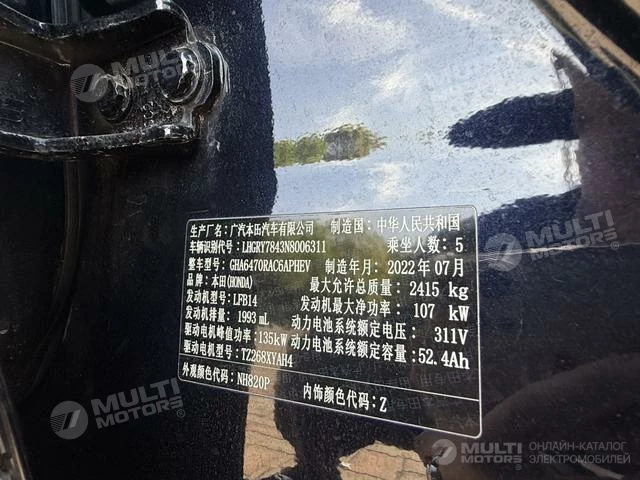 MULTI MOTORS®
MULTI MOTORS®
生产厂名：广汽本田汽车有限公司 制造国：中华人民共和国
车辆识别代号：LHGRY7843N8006311 乘坐人数：5
整车型号：GHA6470RAC6APHEV 制造年月：2022年07月
品牌：本田(HONDA) 最大允许总质量：2415 kg
发动机型号：LFB14 发动机最大净功率：107 kW
发动机排量：1993 mL 动力电池系统额定电压：311V
驱动电机峰值功率：135kW 动力电池系统额定容量：52.4Ah
驱动电机型号：TZ268XYAH4
外观颜色代码：NH820P 内饰颜色代码：Z
MULTI MOTORS®
MULTI MOTORS® ОНЛАЙН-КАТАЛОГ ЭЛЕКТРОМОБИЛЕЙ